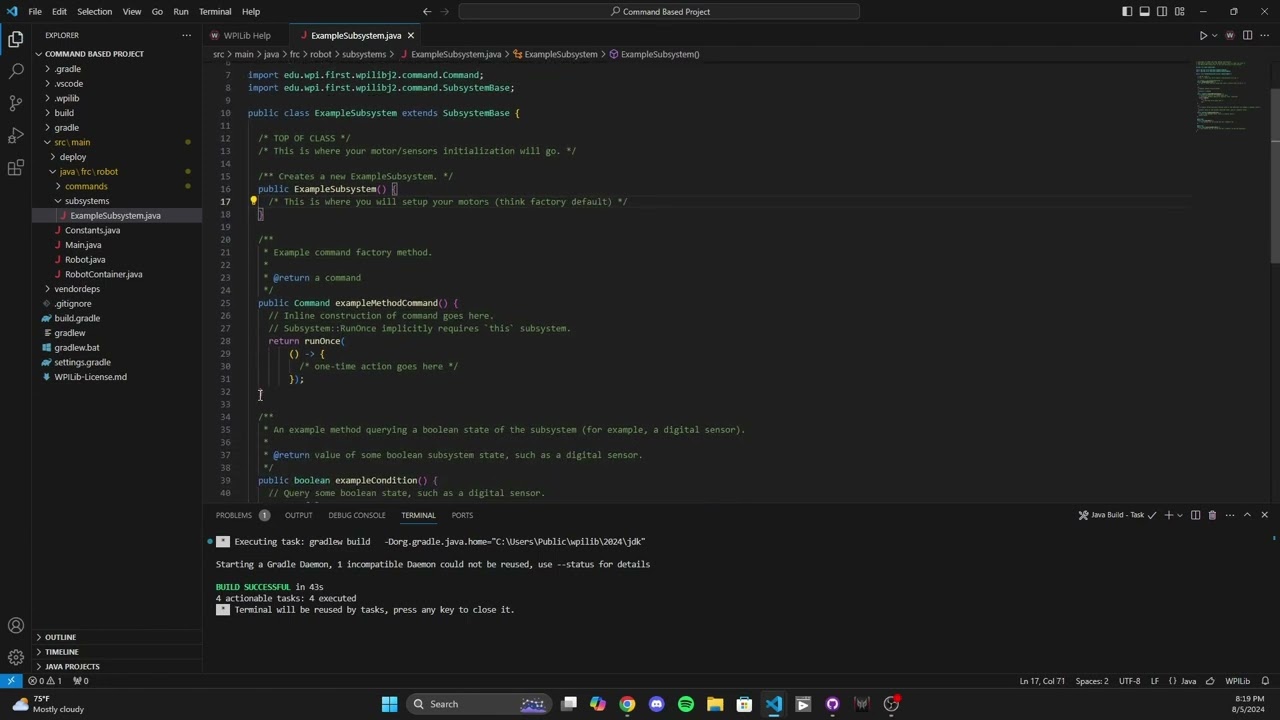 File Edit Selection View Go Run Terminal Help
Command Based Project
EXPLORER
WPILib Help
ExampleSubsystem.java
COMMAND BASED PROJECT
src > main > java > frc > robot > subsystems > ExampleSubsystem.java > ExampleSubsystem > ExampleSubsystem()
.gradle
.vscode
.wpilib
build
gradle
src\main
deploy
java\frc\robot
commands
subsystems
ExampleSubsystem.java
Constants.java
Main.java
Robot.java
RobotContainer.java
vendordeps
.gitignore
build.gradle
gradlew
gradlew.bat
settings.gradle
WPILib-License.md
OUTLINE
TIMELINE
JAVA PROJECTS
7 import edu.wpi.first.wpilibj2.command.Command;
8 import edu.wpi.first.wpilibj2.command.SubsystemBase;
9
10 public class ExampleSubsystem extends SubsystemBase {
11
12 /* TOP OF CLASS */
13 /* This is where your motor/sensors initialization will go. */
14
15 /** Creates a new ExampleSubsystem. */
16 public ExampleSubsystem() {
17 /* This is where you will setup your motors (think factory default) */
18 }
19
20 /**
21 * Example command factory method.
22 *
23 * @return a command
24 */
25 public Command exampleMethodCommand() {
26 // Inline construction of command goes here.
27 // Subsystem::RunOnce implicitly requires `this` subsystem.
28 return runOnce(
29 () -> {
30 /* one-time action goes here */
31 });
32 }
33
34 /**
35 * An example method querying a boolean state of the subsystem (for example, a digital sensor).
36 *
37 * @return value of some boolean subsystem state, such as a digital sensor.
38 */
39 public boolean exampleCondition() {
40 // Query some boolean state, such as a digital sensor.
PROBLEMS 1 OUTPUT DEBUG CONSOLE TERMINAL PORTS
Java Build - Task
* Executing task: gradlew build -Dorg.gradle.java.home="C:\Users\Public\wpilib\2024\jdk"
Starting a Gradle Daemon, 1 incompatible Daemon could not be reused, use --status for details
BUILD SUCCESSFUL in 43s
4 actionable tasks: 4 executed
* Terminal will be reused by tasks, press any key to close it.
0 1 0
Ln 17, Col 71 Spaces: 2 UTF-8 LF {} Java WPILib
75°F
Mostly cloudy
Search
8:19 PM
8/5/2024